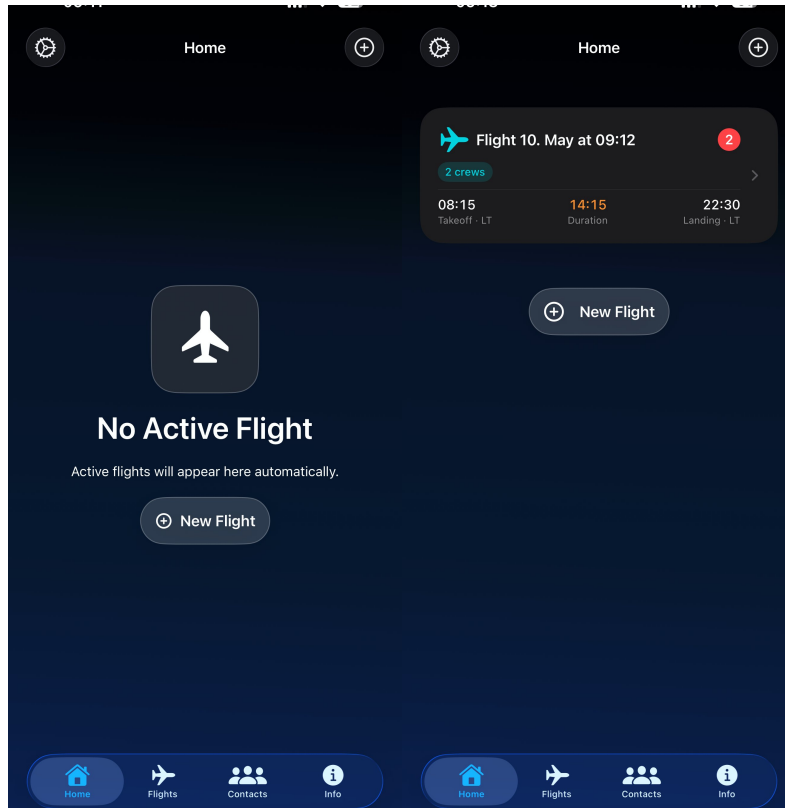 Home
No Active Flight
Active flights will appear here automatically.
New Flight
Home
Flights
Contacts
Info
Home
Flight 10. May at 09:12
2
2 crews
08:15
14:15
22:30
Takeoff · LT
Duration
Landing · LT
New Flight
Home
Flights
Contacts
Info